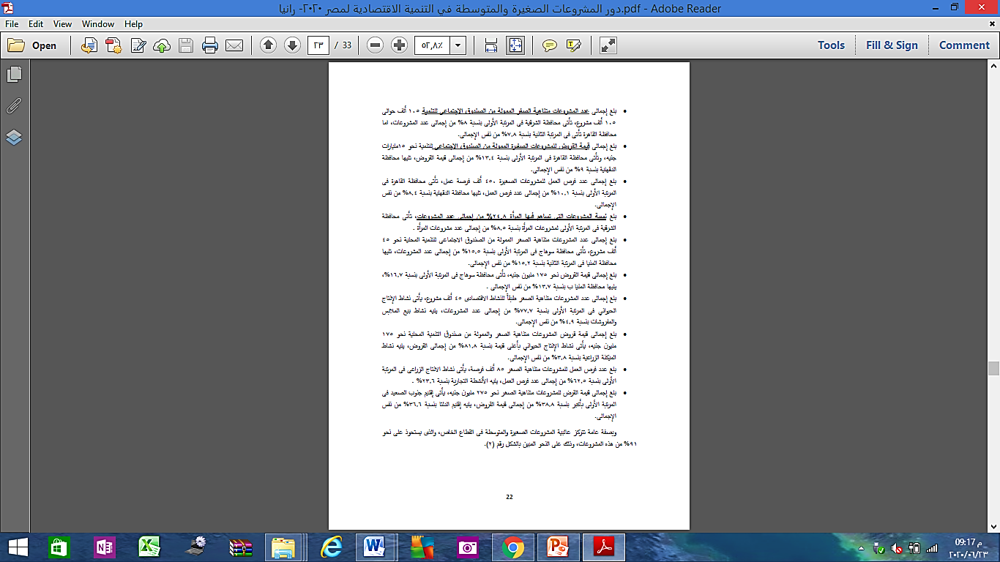 دور المشروعات الصغيرة والمتوسطة في التنمية الاقتصادية لمصر ٢٠٢٠- رانيا.pdf - Adobe Reader
File Edit View Window Help
Open ٢٣ / 33 ٥٢,٨٪ Tools Fill & Sign Comment
• بلغ إجمالى عدد المشروعات متناهية الصغر الممولة من الصندوق الاجتماعى للتنمية ١٠٥ ألف حوالى
١٠٥ ألف مشروع، تأتى محافظة الشرقية فى المرتبة الأولى بنسبة ٨% من إجمالى عدد المشروعات، اما
محافظة القاهرة تأتى فى المرتبة الثانية بنسبة ٧.٨% من نفس الإجمالى.
• بلغ إجمالى قيمة القروض للمشروعات الصغيرة الممولة من الصندوق الاجتماعى للتنمية نحو ١٥مليارات
جنيه، وتأتى محافظة القاهرة فى المرتبة الأولى بنسبة ١٣.٤% من إجمالى قيمة القروض، تليها محافظة
الدقهلية بنسبة ٩% من نفس الإجمالى.
• بلغ إجمالى عدد فرص العمل للمشروعات الصغيرة ٤٥٠ ألف فرصة عمل، تأتى محافظة القاهرة فى
المرتبة الأولى بنسبة ١٠.١% من إجمالى عدد فرص العمل، تليها محافظة الدقهلية بنسبة ٨.٤% من نفس
الإجمالى.
• بلغ نسبة المشروعات التى تساهم فيها المرأة ٢٤.٨% من إجمالى عدد المشروعات، تأتى محافظة
الشرقية فى المرتبة الأولى لمشروعات المرأة بنسبة ٨.٥% من إجمالى عدد مشروعات المرأة .
• بلغ إجمالى عدد المشروعات متناهية الصغر الممولة من الصندوق الاجتماعى للتنمية المحلية نحو ٤٥
ألف مشروع، تأتى محافظة سوهاج فى المرتبة الأولى بنسبة ١٥.٥% من إجمالى عدد المشروعات، تليها
محافظة المنيا فى المرتبة الثانية بنسبة ١٥.٢% من نفس الإجمالى.
• بلغ إجمالى قيمة القروض نحو ١٧٥ مليون جنيه، تأتى محافظة سوهاج فى المرتبة الأولى بنسبة ١٦.٧%،
يليها محافظة المنيا ب بنسبة ١٣.٧% من نفس الإجمالى .
• بلغ إجمالى عدد المشروعات متناهية الصغر طبقاً للنشاط الاقتصادى ٤٥ ألف مشروع، يأتى نشاط الإنتاج
الحيوانى فى المرتبة الأولى بنسبة ٧٧.٧% من إجمالى عدد المشروعات، يليه نشاط بيع الملابس
والمفروشات بنسبة ٤.٩% من نفس الإجمالى.
• بلغ إجمالى قيمة قروض المشروعات متناهية الصغر والممولة من صندوق التنمية المحلية نحو ١٧٥
مليون جنيه، يأتى نشاط الإنتاج الحيواني بأعلى قيمة بنسبة ٨١.٨% من إجمالى القروض، يليه نشاط
الميكنة الزراعية بنسبة ٣.٨% من نفس الإجمالى.
• بلغ عدد فرص العمل للمشروعات متناهية الصغر ٨٥ ألف فرصة، يأتى نشاط الانتاج الزراعى فى المرتبة
الأولى بنسبة ٦٢.٥% من إجمالى عدد فرص العمل، يليه الأنشطة التجارية بنسبة ٢٣.٦% .
• بلغ إجمالى قيمة القرض للمشروعات متناهية الصغر نحو ٢٧٥ مليون جنيه، يأتى إقليم جنوب الصعيد فى
المرتبة الأولى بأكبر بنسبة ٣٨.٨% من إجمالى قيمة القروض، يليه إقليم الدلتا بنسبة ٣٦.٦% من نفس
الإجمالى.
وبصفة عامة تتركز غالبية المشروعات الصغيرة والمتوسطة فى القطاع الخاص، والذى يستحوذ على نحو
٩١% من هذه المشروعات، وذلك على النحو المبين بالشكل رقم (٢).
22
09:17 م
٢٠٢٠/٠٦/٢٣